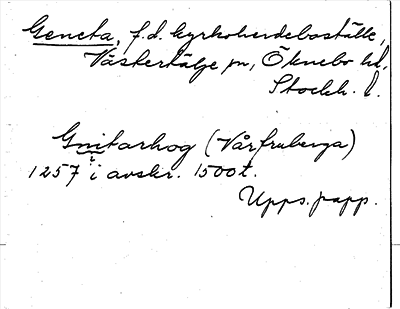 Geneta, f.d. kyrkoherdeboställe,
Västertälje sn, Öknebo hd,
Stockh. l.
Gnitarhog (Vårfruberga)
1257 i avskr. 1500t.
Upps. papp.